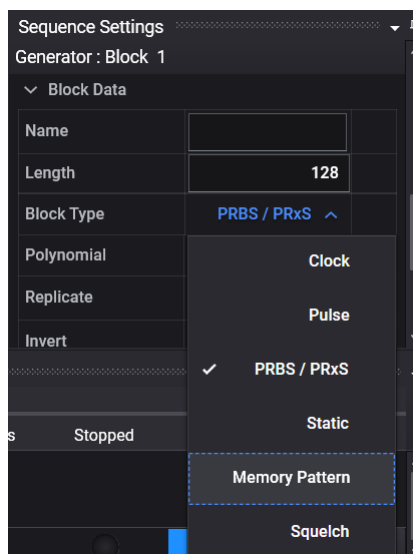 Sequence Settings
Generator : Block 1
Block Data
Name
Length 128
Block Type PRBS / PRxS
Polynomial
Clock
Replicate
Pulse
Invert
PRBS / PRxS
Static
s Stopped
Memory Pattern
Squelch